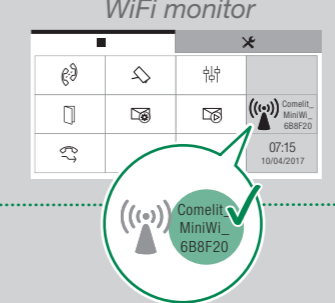 WiFi monitor
Comelit_
MiniWi_
6B8F20
07:15
10/04/2017
Comelit_
MiniWi_
6B8F20